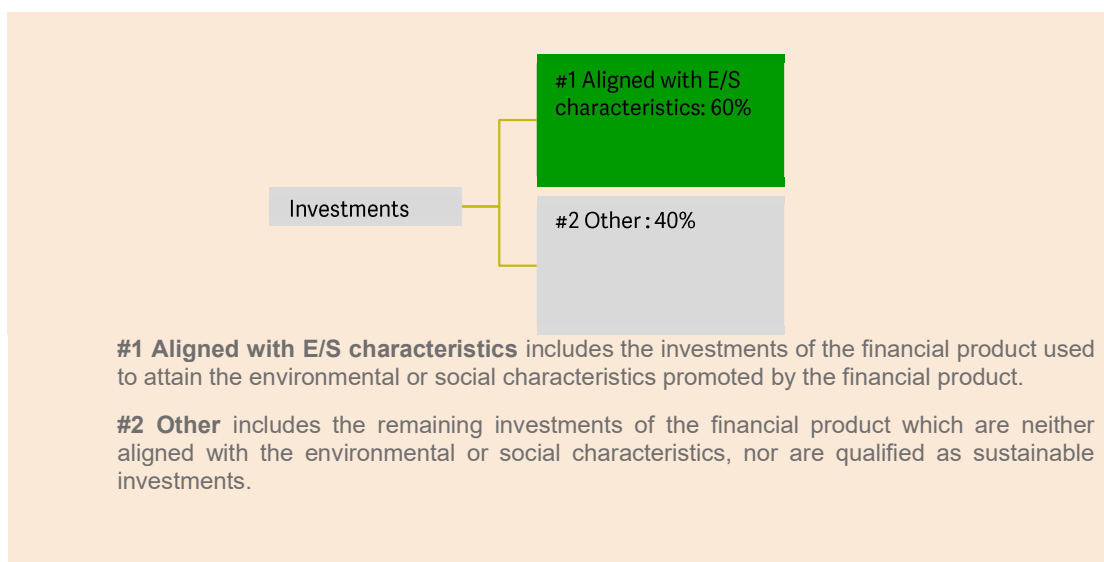 #1 Aligned with E/S
characteristics: 60%
Investments
#2 Other : 40%
#1 Aligned with E/S characteristics includes the investments of the financial product used
to attain the environmental or social characteristics promoted by the financial product.
#2 Other includes the remaining investments of the financial product which are neither
aligned with the environmental or social characteristics, nor are qualified as sustainable
investments.